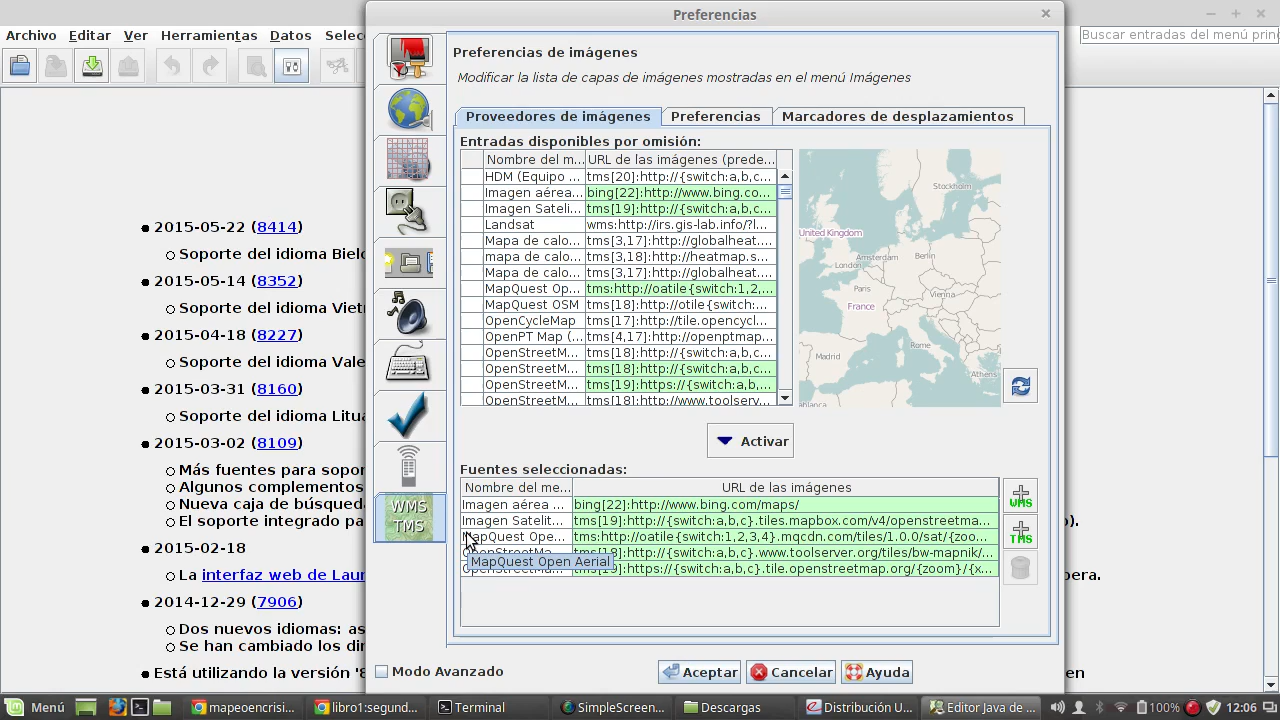 Preferencias
Archivo Editar Ver Herramientas Datos Selec
Buscar entradas del menú princ
Preferencias de imágenes
Modificar la lista de capas de imágenes mostradas en el menú Imágenes
Proveedores de imágenes Preferencias Marcadores de desplazamientos
Entradas disponibles por omisión:
Nombre del m... URL de las imágenes (prede...
HDM (Equipo ... tms[20]:http://{switch:a,b,c...
Imagen aérea... bing[22]:http://www.bing.co...
Imagen Sateli... tms[19]:http://{switch:a,b,c...
Landsat wms:http://irs.gis-lab.info/?l...
Mapa de calo... tms[3,17]:http://globalheat....
mapa de calo... tms[3,18]:http://heatmap.s...
Mapa de calo... tms[3,17]:http://globalheat....
MapQuest Op... tms:http://oatile{switch:1,2,...
MapQuest OSM tms[18]:http://otile{switch:...
OpenCycleMap tms[17]:http://tile.opencycl...
OpenPT Map (... tms[4,17]:http://openptmap...
OpenStreetM... tms[18]:http://{switch:a,b,c...
OpenStreetM... tms[18]:http://{switch:a,b,c...
OpenStreetM... tms[19]:https://{switch:a,b,...
OpenStreetM... tms[18]:http://www.toolserv...
Stockholm
United Kingdom
Amsterdam
Berlin
London
Paris
Vienna
France
Rome
Madrid
Athens
ablanca
Activar
Fuentes seleccionadas:
Nombre del me... URL de las imágenes
Imagen aérea ... bing[22]:http://www.bing.com/maps/
Imagen Satelit... tms[19]:http://{switch:a,b,c}.tiles.mapbox.com/v4/openstreetma...
MapQuest Ope... tms:http://oatile{switch:1,2,3,4}.mqcdn.com/tiles/1.0.0/sat/{zoo...
OpenStreetMa... tms[18]:http://{switch:a,b,c}.www.toolserver.org/tiles/bw-mapnik/...
MapQuest Open Aerial
OpenStreetMa... tms[19]:https://{switch:a,b,c}.tile.openstreetmap.org/{zoom}/{x...
WMS
TMS
WMS
TMS
2015-05-22 (8414)
Soporte del idioma Bielo
2015-05-14 (8352)
Soporte del idioma Viet
2015-04-18 (8227)
Soporte del idioma Vale
2015-03-31 (8160)
Soporte del idioma Litua
2015-03-02 (8109)
Más fuentes para sopor
Algunos complementos
Nueva caja de búsqued
El soporte integrado pa ).
2015-02-18
La interfaz web de Laun pera.
2014-12-29 (7906)
Dos nuevos idiomas: as
Se han cambiado los dir
Está utilizando la versión '8 en
Modo Avanzado Aceptar Cancelar Ayuda
Menú mapeoencrisi... libro1:segund... Terminal SimpleScreen... Descargas Distribución U... Editor Java de ... 100% 12:06